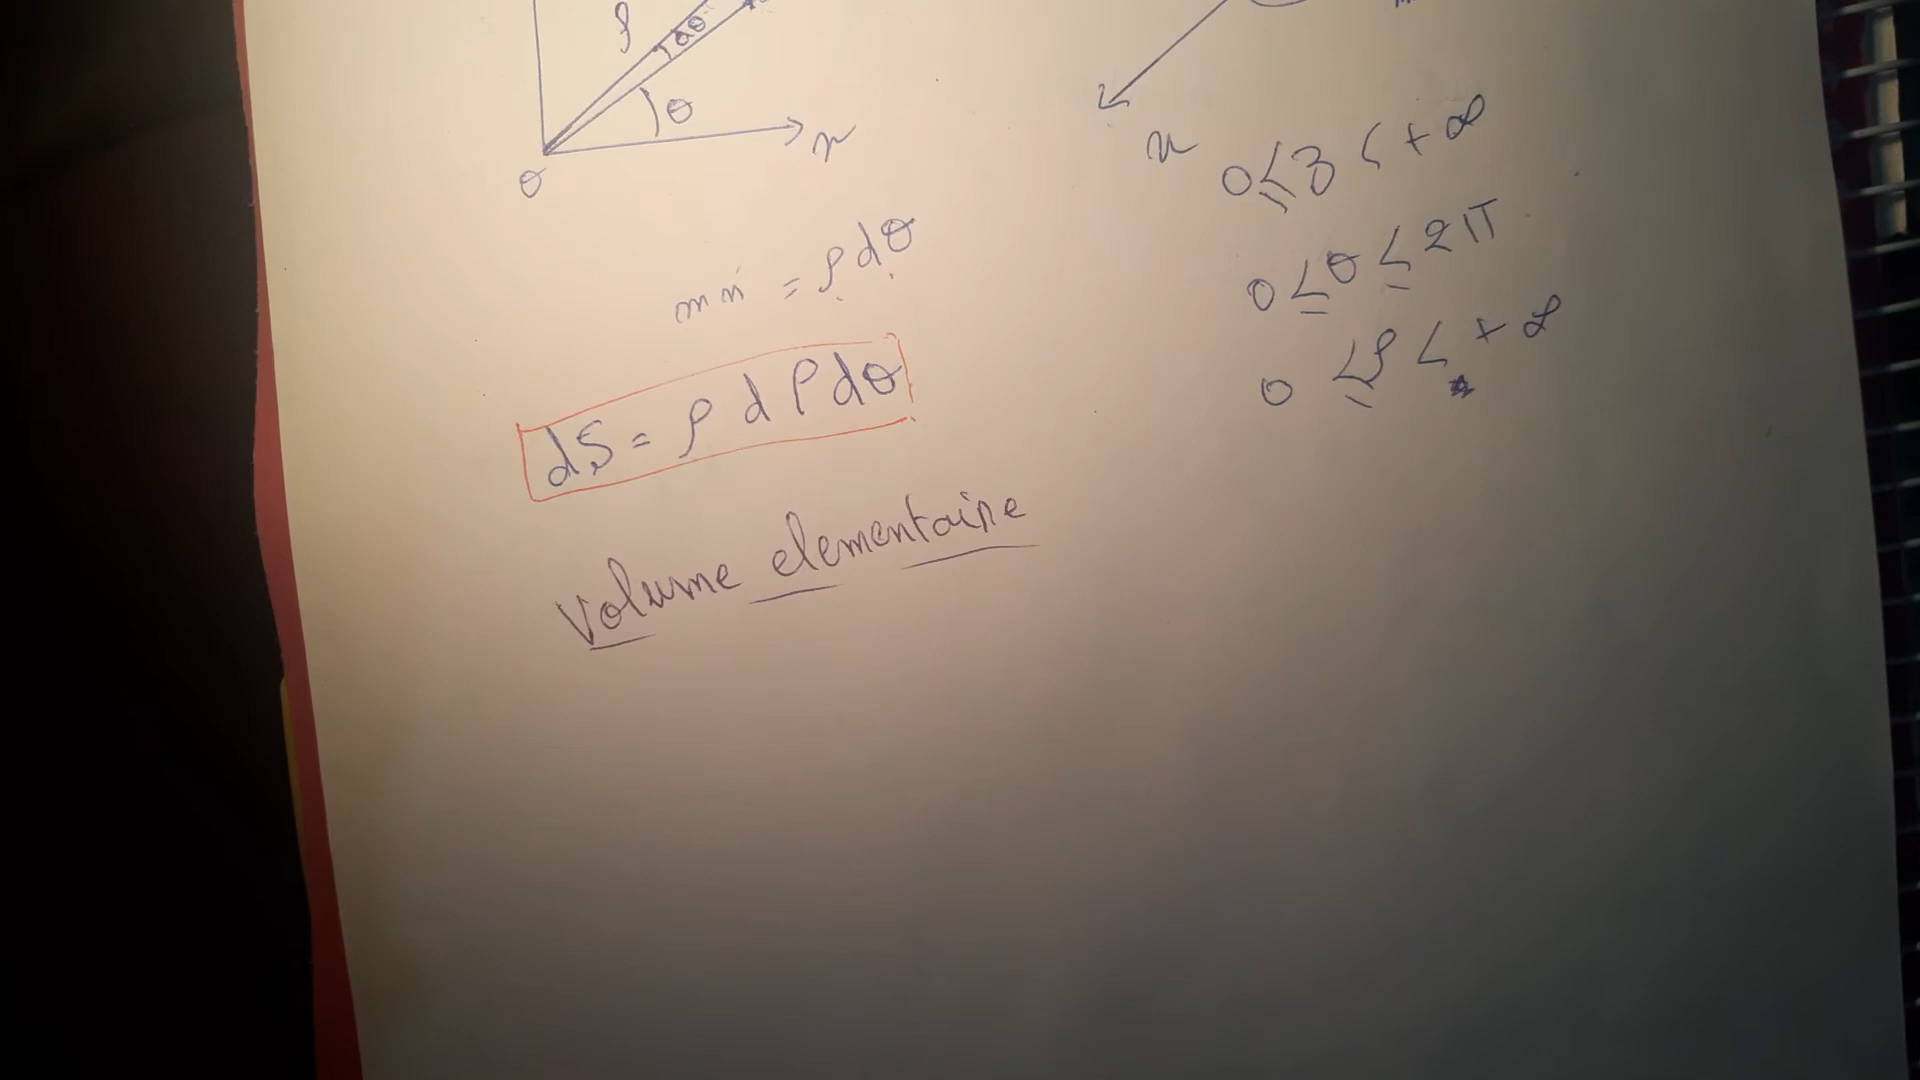 ρ
dθ
θ
x
O
mm' = ρdθ
dS = ρ dρ dθ
Volume elementaire
x
0 ≤ z < +∞
0 ≤ θ ≤ 2π
0 ≤ ρ < +∞